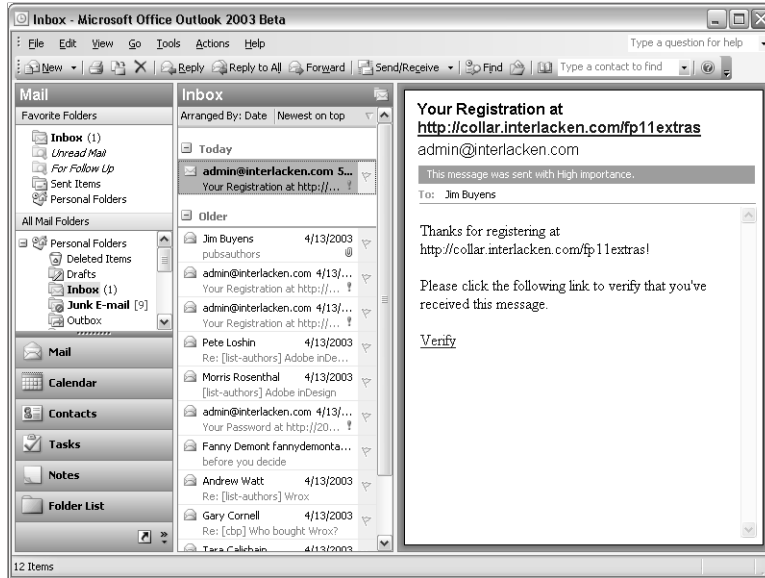 Inbox - Microsoft Office Outlook 2003 Beta
File Edit View Go Tools Actions Help Type a question for help
New Reply Reply to All Forward Send/Receive Find Type a contact to find
Mail
Favorite Folders
Inbox (1)
Unread Mail
For Follow Up
Sent Items
Personal Folders
All Mail Folders
Personal Folders
Deleted Items
Drafts
Inbox (1)
Junk E-mail [9]
Outbox
Mail
Calendar
Contacts
Tasks
Notes
Folder List
Inbox
Arranged By: Date Newest on top
Today
admin@interlacken.com 5...
Your Registration at http://... !
Older
Jim Buyens 4/13/2003
pubsauthors
admin@interlacken.com 4/13/...
Your Registration at http://... !
admin@interlacken.com 4/13/...
Your Registration at http://... !
Pete Loshin 4/13/2003
Re: [list-authors] Adobe inDe...
Morris Rosenthal 4/13/2003
[list-authors] Adobe inDesign
admin@interlacken.com 4/13/...
Your Password at http://20... !
Fanny Demont fannydemonta...
before you decide
Andrew Watt 4/13/2003
Re: [list-authors] Wrox
Gary Cornell 4/13/2003
Re: [cbp] Who bought Wrox?
Tara Calishain 4/13/2003
Your Registration at
http://collar.interlacken.com/fp11extras
admin@interlacken.com
This message was sent with High importance.
To: Jim Buyens
Thanks for registering at
http://collar.interlacken.com/fp11extras!
Please click the following link to verify that you've
received this message.
Verify
12 Items